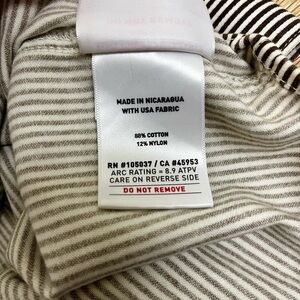 MADE IN NICARAGUA
WITH USA FABRIC
88% COTTON
12% NYLON
RN #105037 / CA #45953
ARC RATING = 8.9 ATPV
CARE ON REVERSE SIDE
DO NOT REMOVE